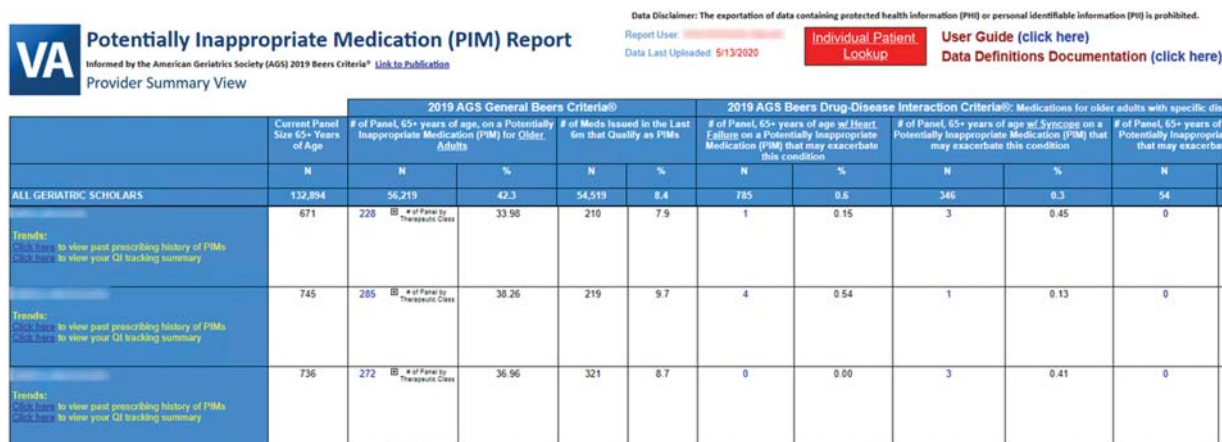 Data Disclaimer: The exportation of data containing protected health information (PHI) or personal identifiable information (PII) is prohibited.
VA
Potentially Inappropriate Medication (PIM) Report
Informed by the American Geriatrics Society (AGS) 2019 Beers Criteria® Link to Publication
Provider Summary View
Report User:
Data Last Uploaded: 5/13/2020
Individual Patient
Lookup
User Guide (click here)
Data Definitions Documentation (click here)
2019 AGS General Beers Criteria® 2019 AGS Beers Drug-Disease Interaction Criteria®: Medications for older adults with specific dis
Current Panel
Size 65+ Years
of Age
# of Panel, 65+ years of age, on a Potentially
Inappropriate Medication (PIM) for Older
Adults
# of Meds Issued in the Last
6m that Qualify as PIMs
# of Panel, 65+ years of age w/ Heart
Failure on a Potentially Inappropriate
Medication (PIM) that may exacerbate
this condition
# of Panel, 65+ years of age w/ Syncope on a
Potentially Inappropriate Medication (PIM) that
may exacerbate this condition
# of Panel, 65+ years of
Potentially Inappropria
that may exacerba
N N % N % N % N % N
ALL GERIATRIC SCHOLARS 132,894 56,219 42.3 54,519 8.4 785 0.6 346 0.3 54
671 228 # of Panel by 33.98 210 7.9 1 0.15 3 0.45 0
Therapeutic Class
Trends:
Click here to view past prescribing history of PIMs
Click here to view your QI tracking summary
745 285 # of Panel by 38.26 219 9.7 4 0.54 1 0.13 0
Therapeutic Class
Trends:
Click here to view past prescribing history of PIMs
Click here to view your QI tracking summary
736 272 # of Panel by 36.96 321 8.7 0 0.00 3 0.41 0
Therapeutic Class
Trends:
Click here to view past prescribing history of PIMs
Click here to view your QI tracking summary